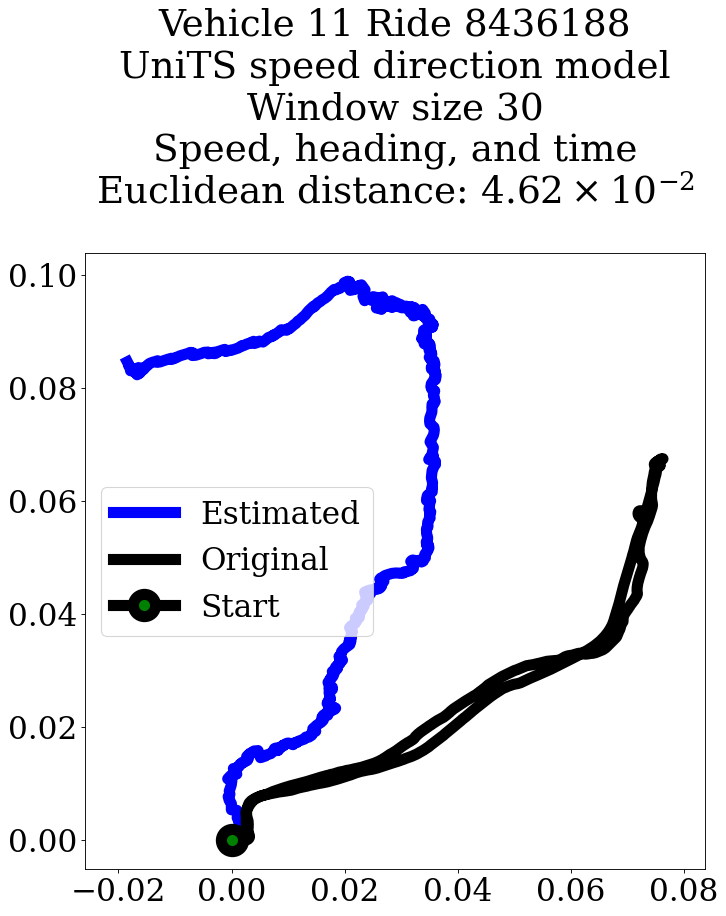 Vehicle 11 Ride 8436188
UniTS speed direction model
Window size 30
Speed, heading, and time
Euclidean distance: 4.62 × 10⁻²
0.10
0.08
0.06
0.04
0.02
0.00
Estimated
Original
Start
−0.02 0.00 0.02 0.04 0.06 0.08